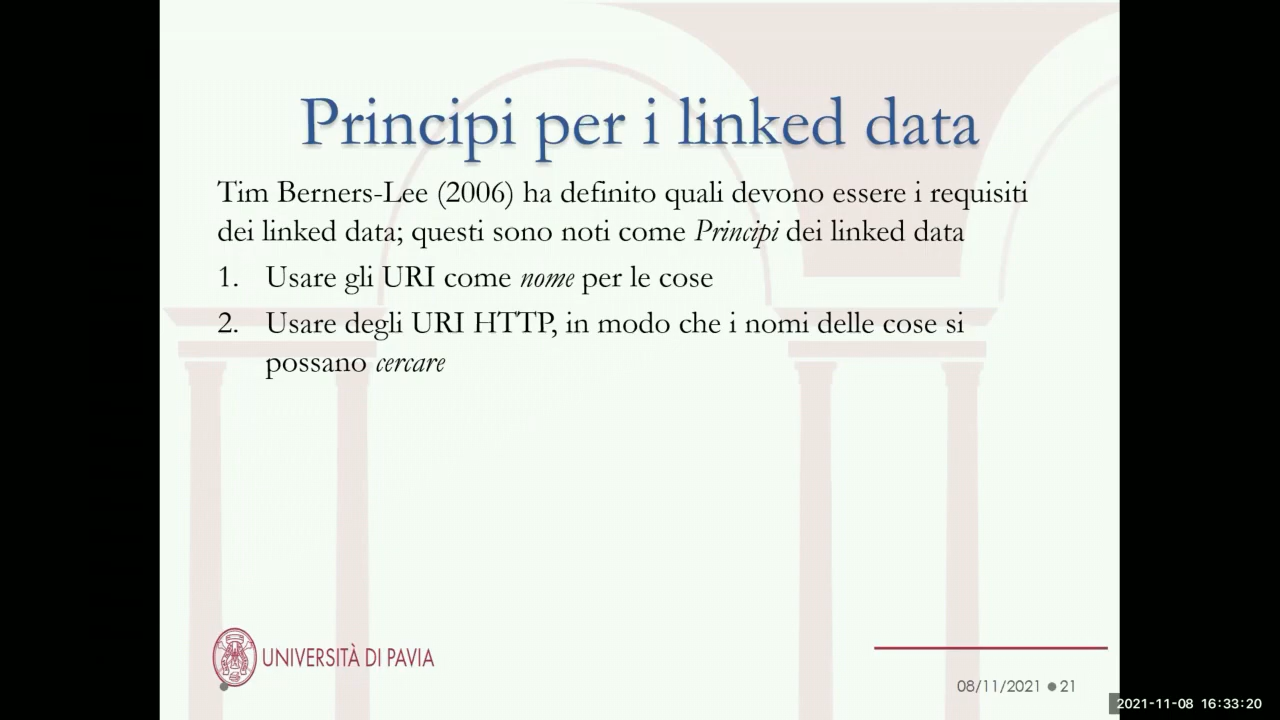 Principi per i linked data
Tim Berners-Lee (2006) ha definito quali devono essere i requisiti
dei linked data; questi sono noti come Principi dei linked data
1. Usare gli URI come nome per le cose
2. Usare degli URI HTTP, in modo che i nomi delle cose si
possano cercare
UNIVERSITÀ DI PAVIA
08/11/2021 ● 21
2021-11-08 16:33:20